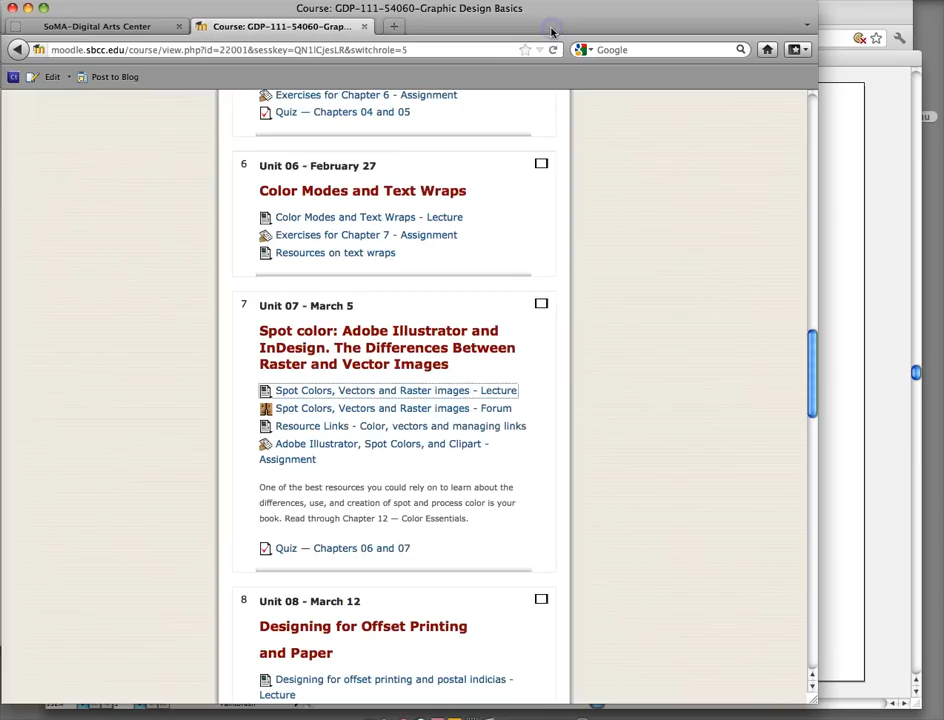 Course: GDP-111-54060-Graphic Design Basics
SoMA-Digital Arts Center
Course: GDP-111-54060-Grap...
moodle.sbcc.edu/course/view.php?id=22001&sesskey=QN1lCjesLR&switchrole=5
Google
Edit
Post to Blog
Exercises for Chapter 6 - Assignment
Quiz — Chapters 04 and 05
6
Unit 06 - February 27
Color Modes and Text Wraps
Color Modes and Text Wraps - Lecture
Exercises for Chapter 7 - Assignment
Resources on text wraps
7
Unit 07 - March 5
Spot color: Adobe Illustrator and
InDesign. The Differences Between
Raster and Vector Images
Spot Colors, Vectors and Raster images - Lecture
Spot Colors, Vectors and Raster images - Forum
Resource Links - Color, vectors and managing links
Adobe Illustrator, Spot Colors, and Clipart -
Assignment
One of the best resources you could rely on to learn about the
differences, use, and creation of spot and process color is your
book. Read through Chapter 12 — Color Essentials.
Quiz — Chapters 06 and 07
8
Unit 08 - March 12
Designing for Offset Printing
and Paper
Designing for offset printing and postal indicias -
Lecture